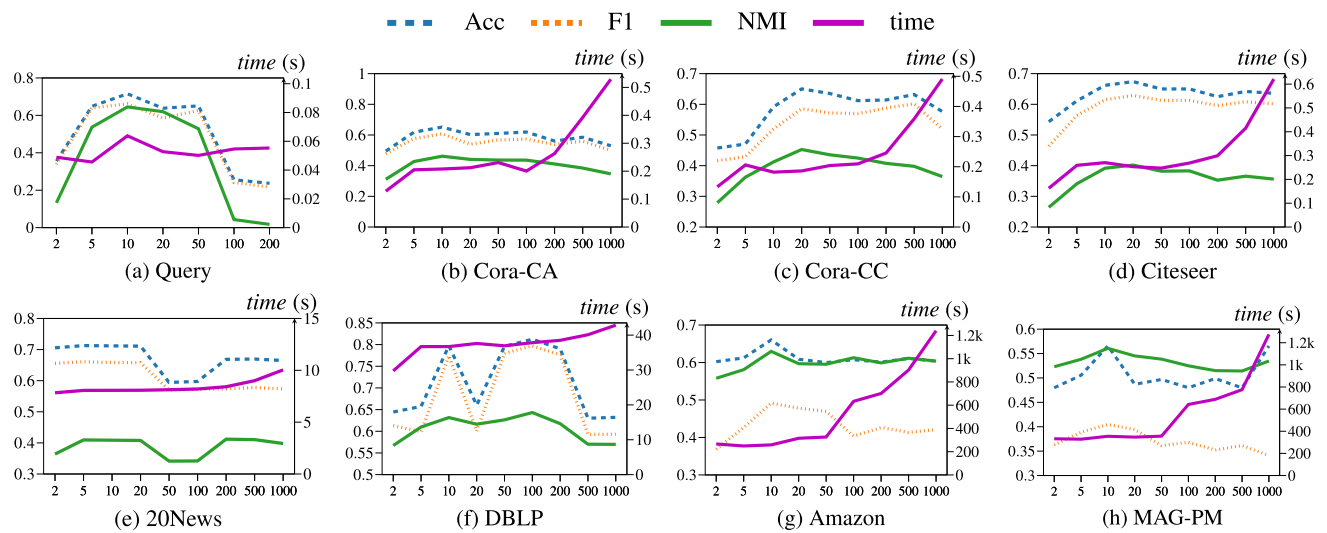 Acc F1 NMI time
time (s) time (s) time (s) time (s)
0.8 0.6 0.4 0.2 0
0.1 0.08 0.06 0.04 0.02 0
2 5 10 20 50 100 200
(a) Query
1 0.8 0.6 0.4 0.2 0
0.5 0.4 0.3 0.2 0.1 0
2 5 10 20 50 100 200 500 1000
(b) Cora-CA
0.7 0.6 0.5 0.4 0.3 0.2
0.5 0.4 0.3 0.2 0.1 0
2 5 10 20 50 100 200 500 1000
(c) Cora-CC
0.7 0.6 0.5 0.4 0.3 0.2
0.6 0.5 0.4 0.3 0.2 0.1 0
2 5 10 20 50 100 200 500 1000
(d) Citeseer
time (s) time (s) time (s) time (s)
0.8 0.7 0.6 0.5 0.4 0.3
15 10 5 0
2 5 10 20 50 100 200 500 1000
(e) 20News
0.85 0.8 0.75 0.7 0.65 0.6 0.55 0.5
40 30 20 10 0
2 5 10 20 50 100 200 500 1000
(f) DBLP
0.7 0.6 0.5 0.4 0.3
1.2k 1k 800 600 400 200 0
2 5 10 20 50 100 200 500 1000
(g) Amazon
0.6 0.55 0.5 0.45 0.4 0.35 0.3
1.2k 1k 800 600 400 200 0
2 5 10 20 50 100 200 500 1000
(h) MAG-PM